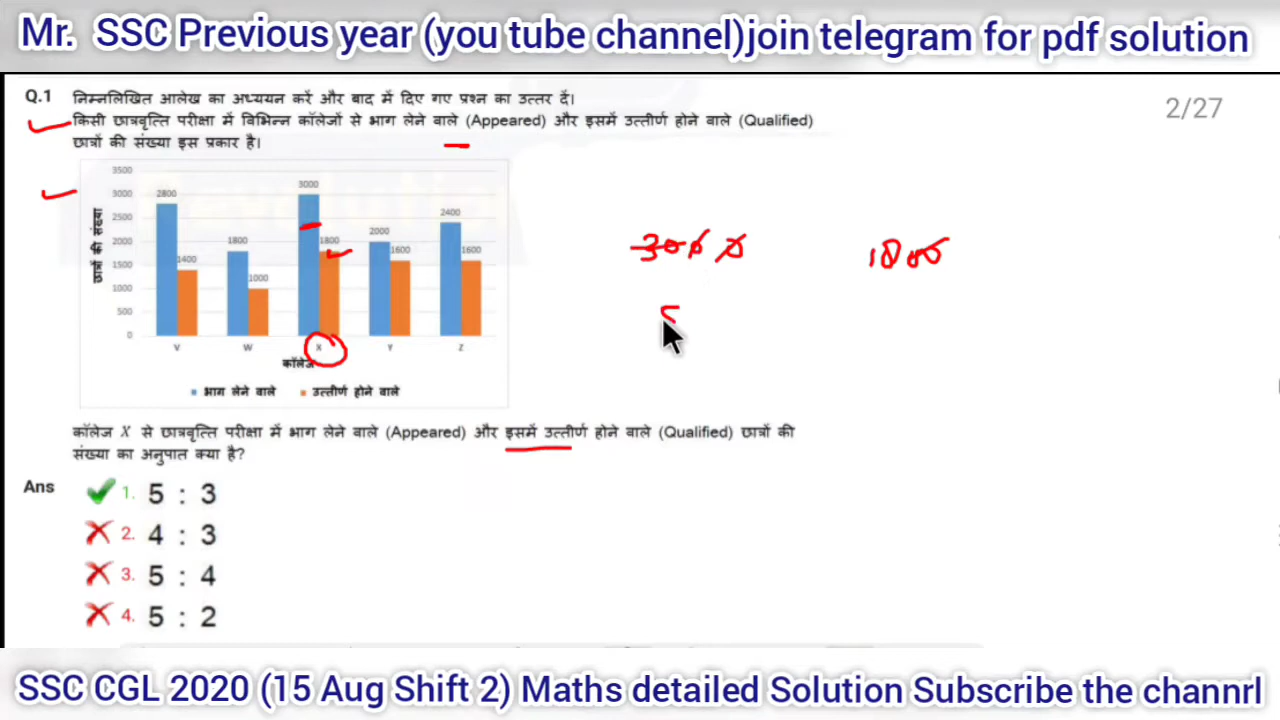 Mr. SSC Previous year (you tube channel)join telegram for pdf solution
Q.1 निम्नलिखित आलेख का अध्ययन करें और बाद में दिए गए प्रश्न का उत्तर दें।
2/27
किसी छात्रवृत्ति परीक्षा में विभिन्न कॉलेजों से भाग लेने वाले (Appeared) और इसमें उत्तीर्ण होने वाले (Qualified)
छात्रों की संख्या इस प्रकार है।
छात्रों की संख्या
3500
3000
2500
2000
1500
1000
500
0
2800 1400
1800 1000
3000 1800
2000 1600
2400 1600
V W X Y Z
कॉलेज
भाग लेने वाले उत्तीर्ण होने वाले
3000 1800
5
कॉलेज X से छात्रवृत्ति परीक्षा में भाग लेने वाले (Appeared) और इसमें उत्तीर्ण होने वाले (Qualified) छात्रों की
संख्या का अनुपात क्या है?
Ans 1. 5 : 3
2. 4 : 3
3. 5 : 4
4. 5 : 2
SSC CGL 2020 (15 Aug Shift 2) Maths detailed Solution Subscribe the channrl